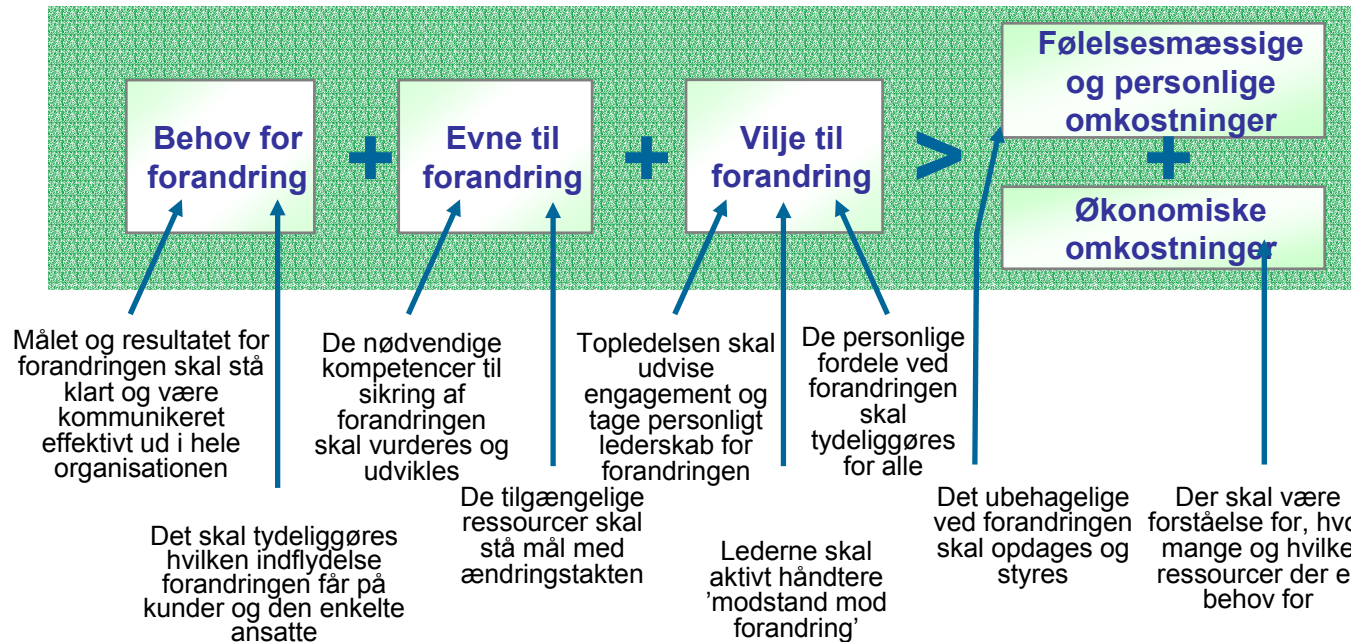 Behov for
forandring
+
Evne til
forandring
+
Vilje til
forandring
>
Følelsesmæssige
og personlige
omkostninger
+
Økonomiske
omkostninger
Målet og resultatet for
forandringen skal stå
klart og være
kommunikeret
effektivt ud i hele
organisationen
Det skal tydeliggøres
hvilken indflydelse
forandringen får på
kunder og den enkelte
ansatte
De nødvendige
kompetencer til
sikring af
forandringen
skal vurderes og
udvikles
De tilgængelige
ressourcer skal
stå mål med
ændringstakten
Topledelsen skal
udvise
engagement og
tage personligt
lederskab for
forandringen
Lederne skal
aktivt håndtere
’modstand mod
forandring’
De personlige
fordele ved
forandringen
skal
tydeliggøres
for alle
Det ubehagelige
ved forandringen
skal opdages og
styres
Der skal være
forståelse for,
mange og
ressourcer der
behov for